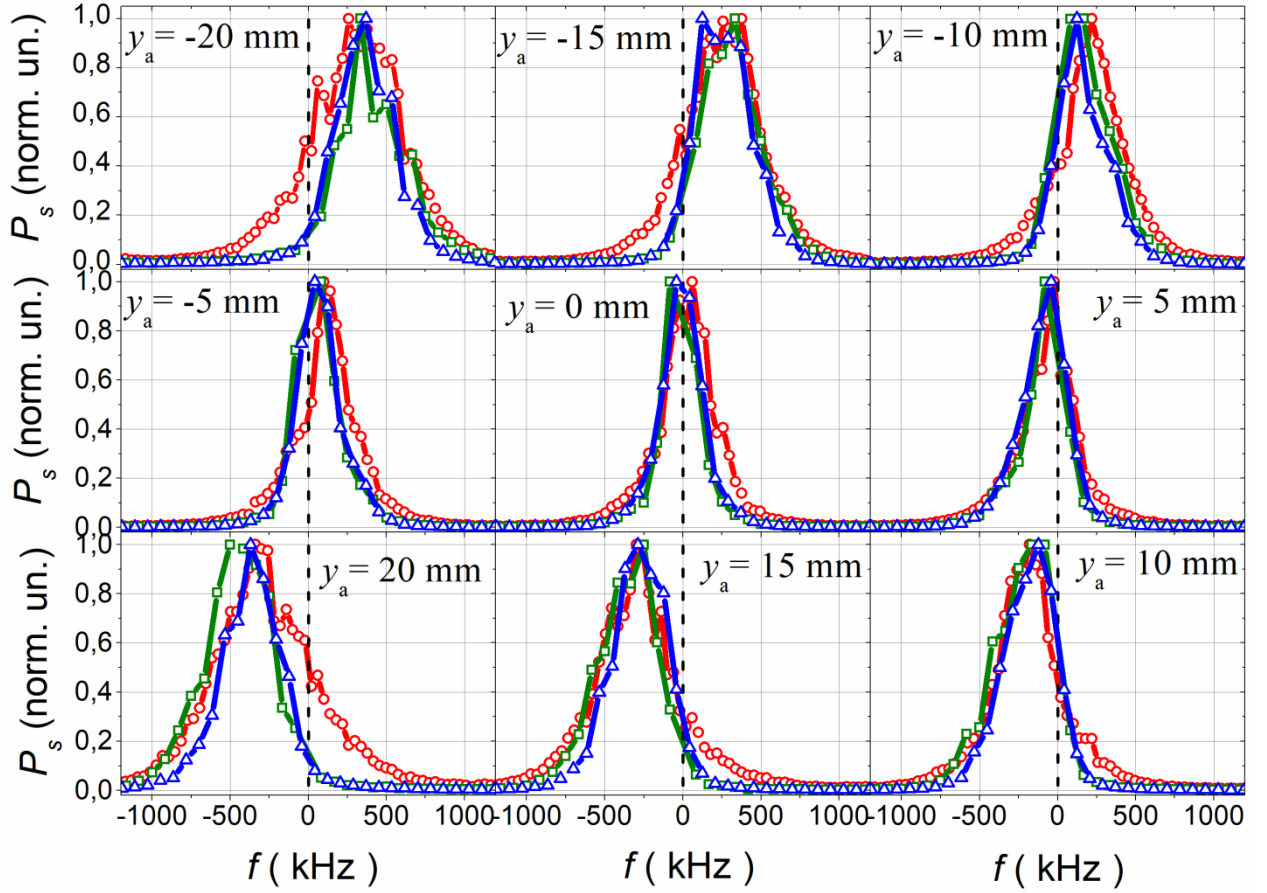 1,0
0,8
0,6
0,4
0,2
0,0
P_s (norm. un.)
y_a = -20 mm
y_a = -15 mm
y_a = -10 mm
1,0
0,8
0,6
0,4
0,2
0,0
P_s (norm. un.)
y_a = -5 mm
y_a = 0 mm
y_a = 5 mm
1,0
0,8
0,6
0,4
0,2
0,0
P_s (norm. un.)
y_a = 20 mm
y_a = 15 mm
y_a = 10 mm
-1000 -500 0 500 1000
-1000 -500 0 500 1000
-1000 -500 0 500 1000
f ( kHz )
f ( kHz )
f ( kHz )